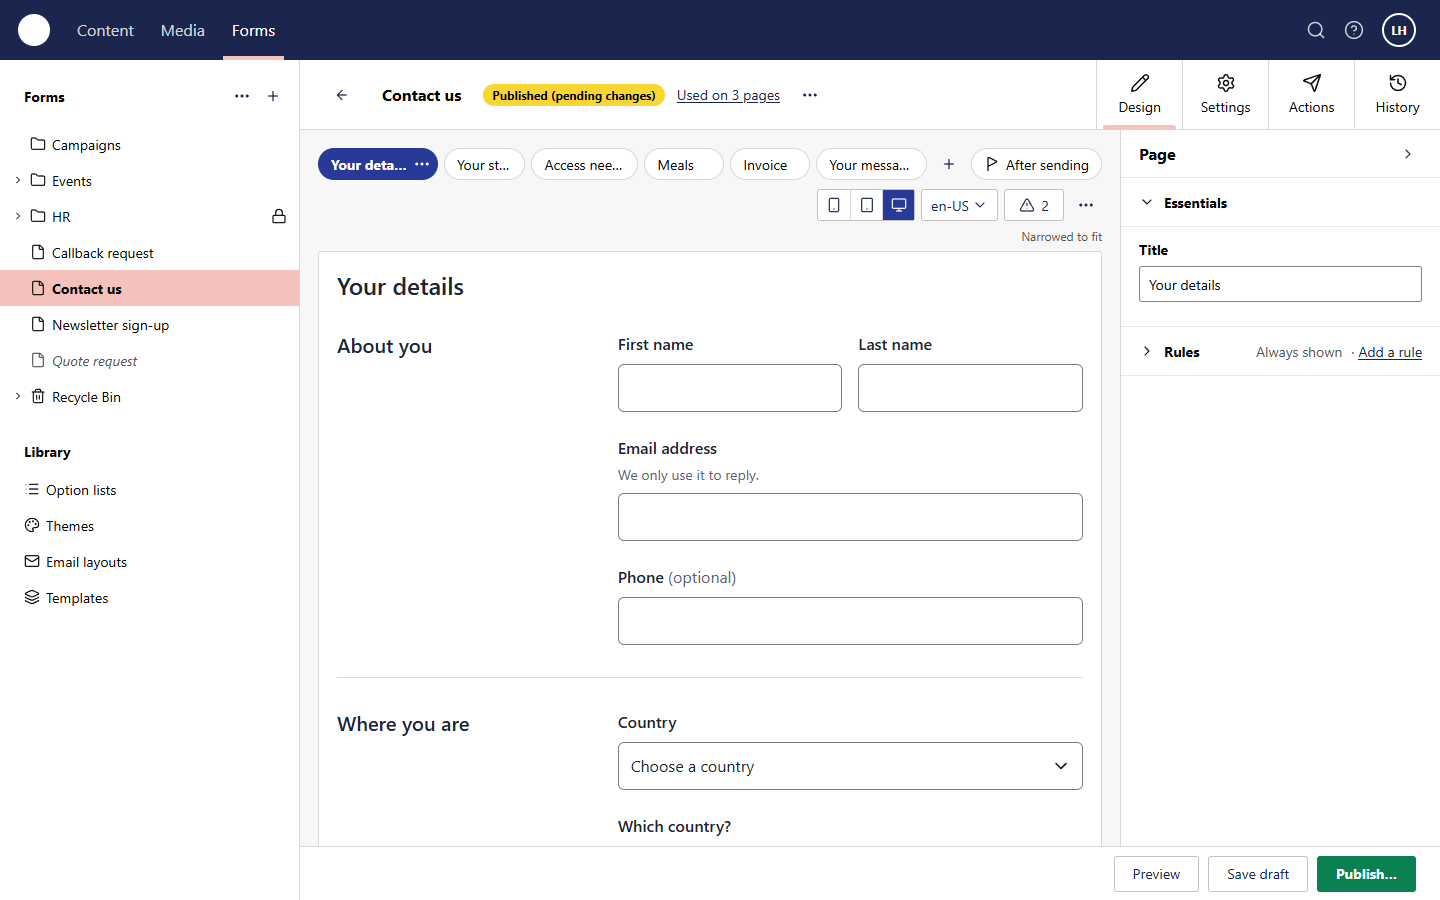 Content Media Forms LH
Forms
Campaigns
Events
HR
Callback request
Contact us
Newsletter sign-up
Quote request
Recycle Bin
Library
Option lists
Themes
Email layouts
Templates
Contact us Published (pending changes) Used on 3 pages
Design Settings Actions History
Your deta... Your st... Access nee... Meals Invoice Your messa... After sending
en-US 2
Narrowed to fit
Your details
About you
First name Last name
Email address
We only use it to reply.
Phone (optional)
Where you are
Country
Choose a country
Which country?
Page
Essentials
Title
Your details
Rules Always shown · Add a rule
Preview Save draft Publish...